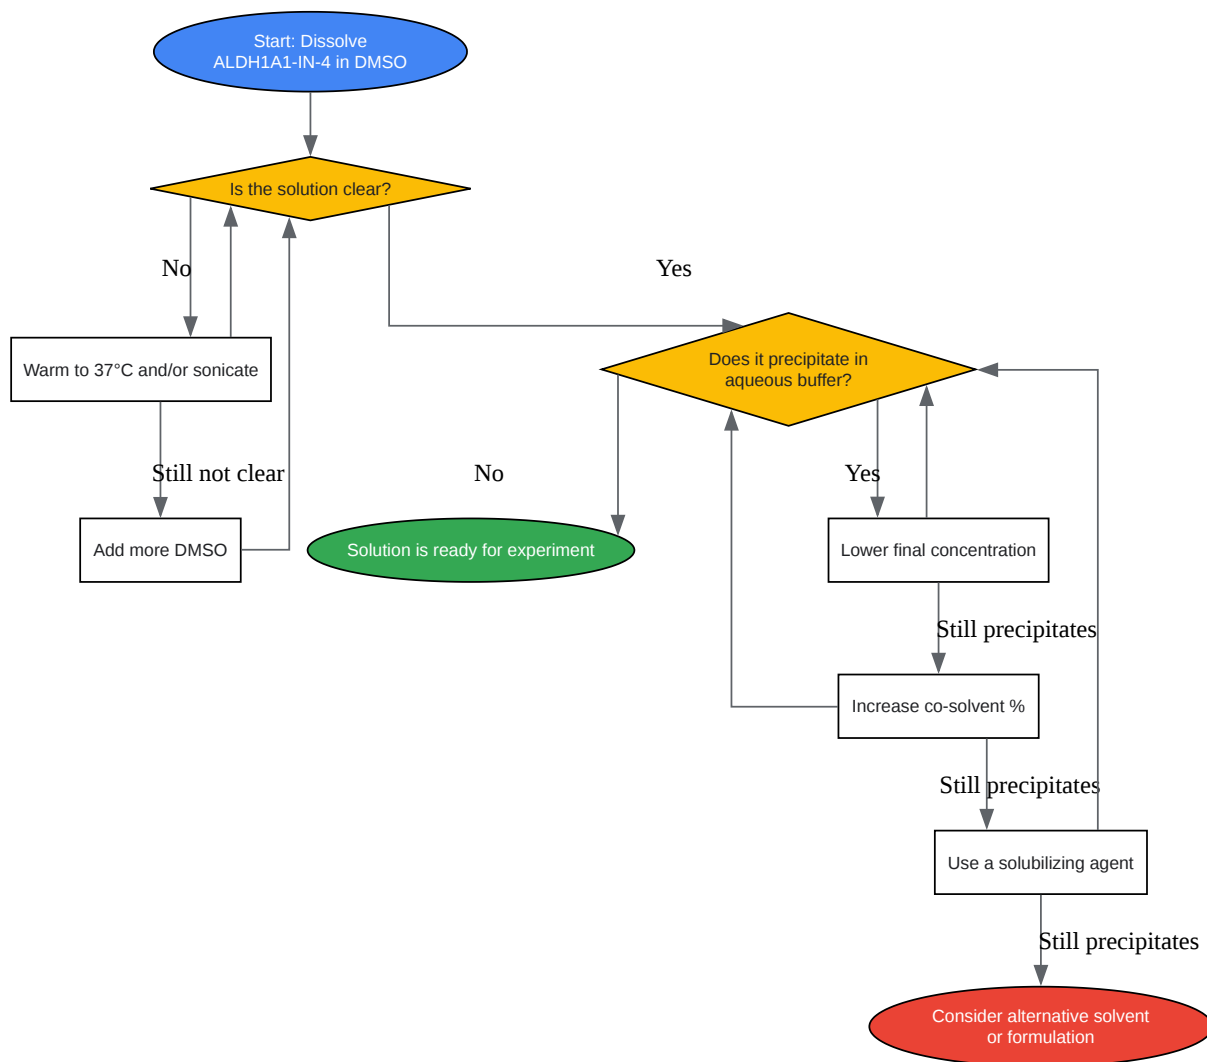 Start: Dissolve
ALDH1A1-IN-4 in DMSO
Is the solution clear?
No
Yes
Warm to 37°C and/or sonicate
Does it precipitate in
aqueous buffer?
Still not clear
No
Yes
Add more DMSO
Solution is ready for experiment
Lower final concentration
Still precipitates
Increase co-solvent %
Still precipitates
Use a solubilizing agent
Still precipitates
Consider alternative solvent
or formulation